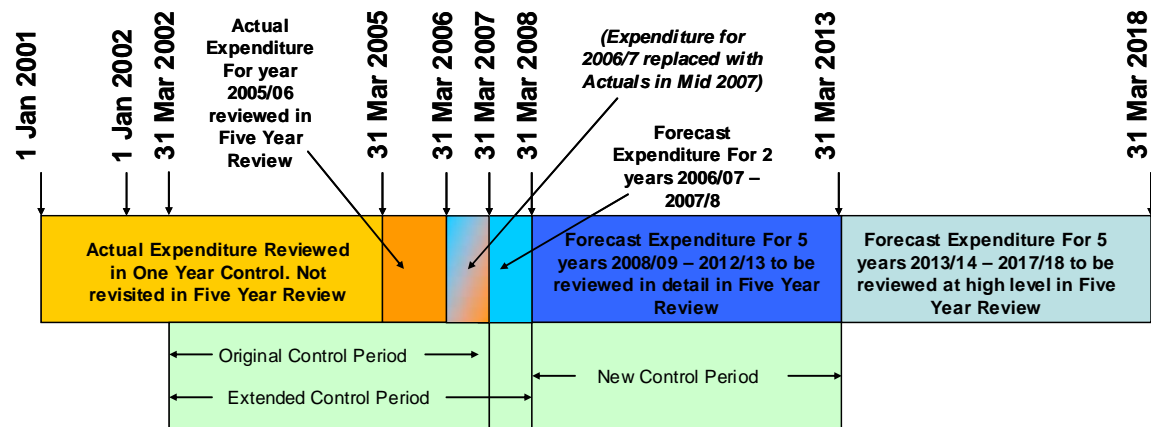 1 Jan 2001
1 Jan 2002
31 Mar 2002
Actual
Expenditure
For year
2005/06
reviewed in
Five Year
Review
31 Mar 2005
31 Mar 2006
31 Mar 2007
31 Mar 2008
(Expenditure for
2006/7 replaced with
Actuals in Mid 2007)
Forecast
Expenditure For 2
years 2006/07 –
2007/8
31 Mar 2013
31 Mar 2018
Actual Expenditure Reviewed
in One Year Control. Not
revisited in Five Year Review
Forecast Expenditure For 5
years 2008/09 – 2012/13 to be
reviewed in detail in Five Year
Review
Forecast Expenditure For 5
years 2013/14 – 2017/18 to be
reviewed at high level in Five
Year Review
Original Control Period
Extended Control Period
New Control Period